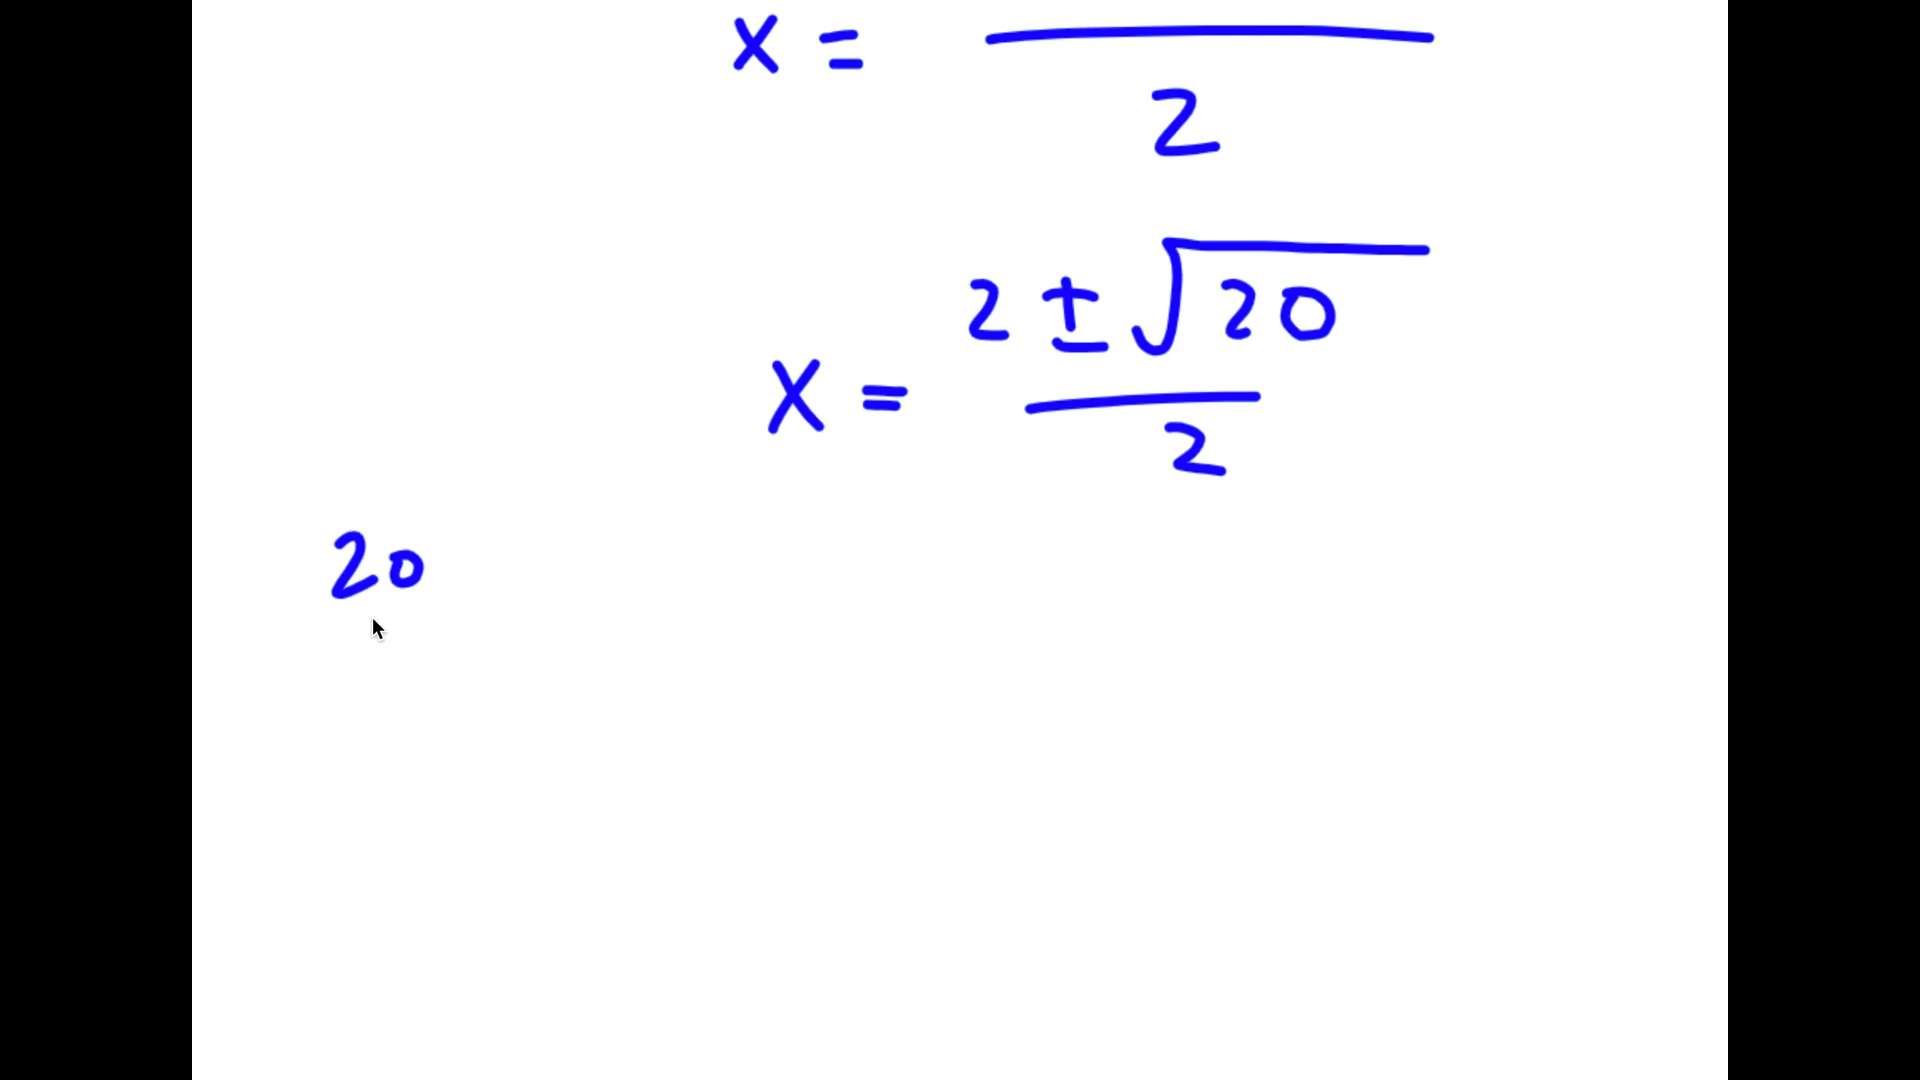 x = ―
2
2 ± √20
x = ―
2
20